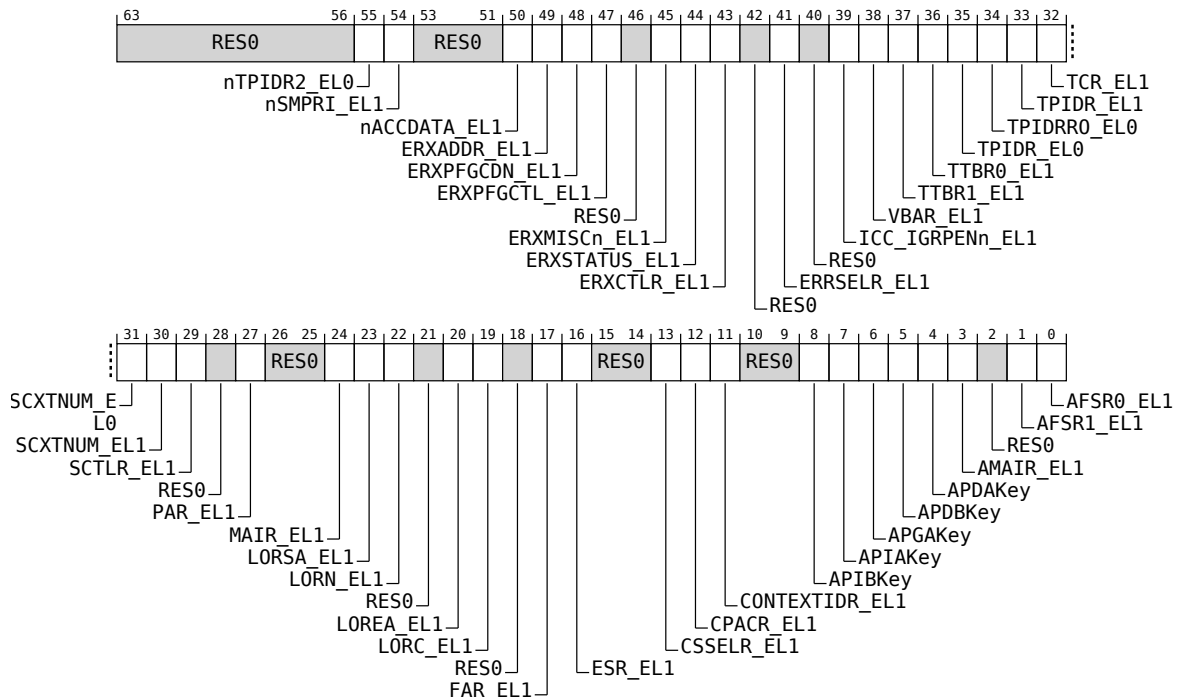 63 56 55 54 53 51 50 49 48 47 46 45 44 43 42 41 40 39 38 37 36 35 34 33 32
RES0 RES0
nTPIDR2_EL0 TCR_EL1
nSMPRI_EL1 TPIDR_EL1
nACCDATA_EL1 TPIDRRO_EL0
ERXADDR_EL1 TPIDR_EL0
ERXPFGCDN_EL1 TTBR0_EL1
ERXPFGCTL_EL1 TTBR1_EL1
RES0 VBAR_EL1
ERXMISCn_EL1 ICC_IGRPENn_EL1
ERXSTATUS_EL1 RES0
ERXCTLR_EL1 ERRSELR_EL1
RES0
31 30 29 28 27 26 25 24 23 22 21 20 19 18 17 16 15 14 13 12 11 10 9 8 7 6 5 4 3 2 1 0
RES0 RES0 RES0
SCXTNUM_E AFSR0_EL1
L0 AFSR1_EL1
SCXTNUM_EL1 RES0
SCTLR_EL1 AMAIR_EL1
RES0 APDAKey
PAR_EL1 APDBKey
MAIR_EL1 APGAKey
LORSA_EL1 APIAKey
LORN_EL1 APIBKey
RES0 CONTEXTIDR_EL1
LOREA_EL1 CPACR_EL1
LORC_EL1 CSSELR_EL1
RES0 ESR_EL1
FAR_EL1